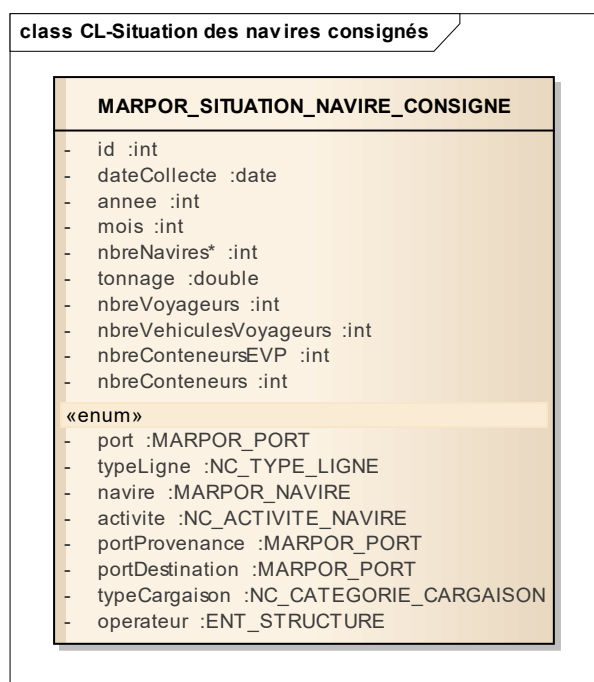 class CL-Situation des navires consignés
MARPOR_SITUATION_NAVIRE_CONSIGNE
- id :int
- dateCollecte :date
- annee :int
- mois :int
- nbreNavires* :int
- tonnage :double
- nbreVoyageurs :int
- nbreVehiculesVoyageurs :int
- nbreConteneursEVP :int
- nbreConteneurs :int
«enum»
- port :MARPOR_PORT
- typeLigne :NC_TYPE_LIGNE
- navire :MARPOR_NAVIRE
- activite :NC_ACTIVITE_NAVIRE
- portProvenance :MARPOR_PORT
- portDestination :MARPOR_PORT
- typeCargaison :NC_CATEGORIE_CARGAISON
- operateur :ENT_STRUCTURE